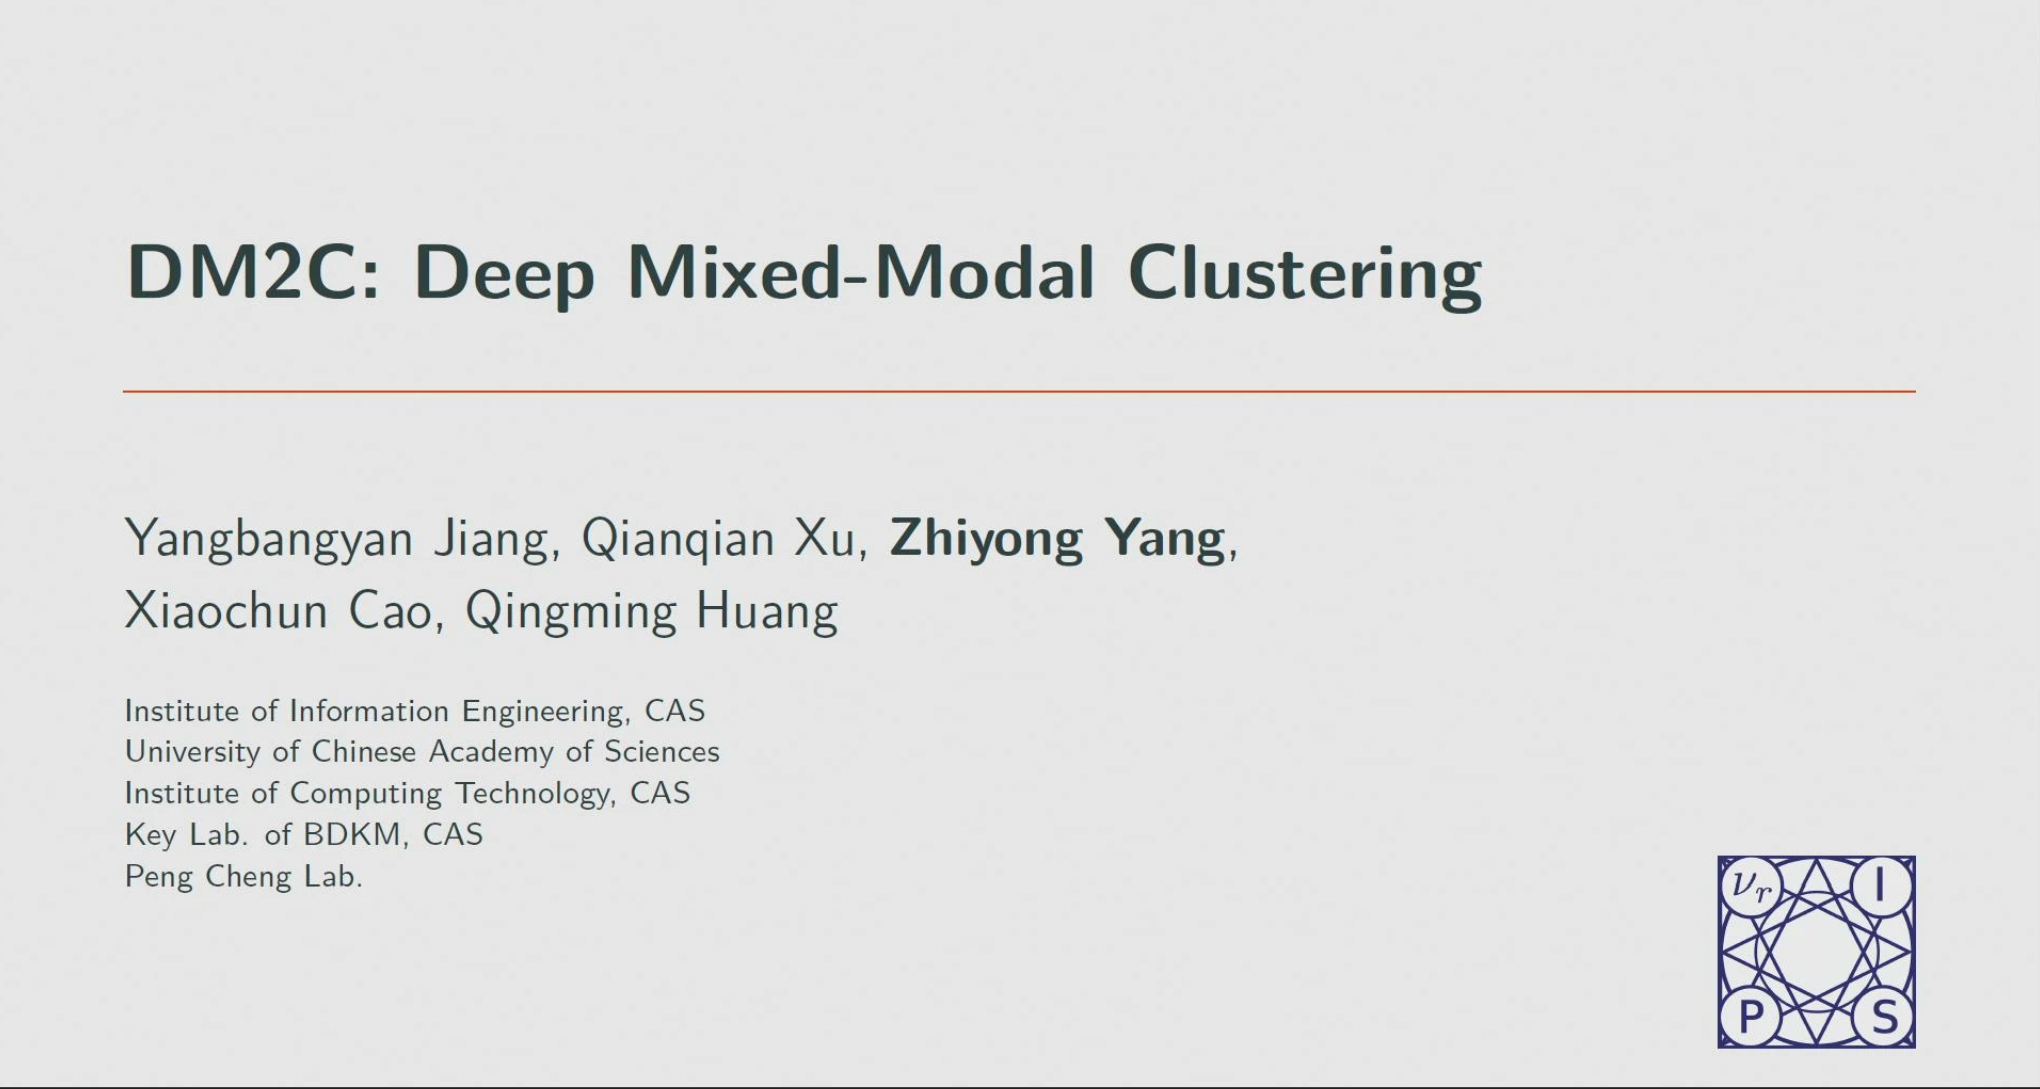 DM2C: Deep Mixed-Modal Clustering
Yangbangyan Jiang, Qianqian Xu, Zhiyong Yang,
Xiaochun Cao, Qingming Huang
Institute of Information Engineering, CAS
University of Chinese Academy of Sciences
Institute of Computing Technology, CAS
Key Lab. of BDKM, CAS
Peng Cheng Lab.
νr I
P S